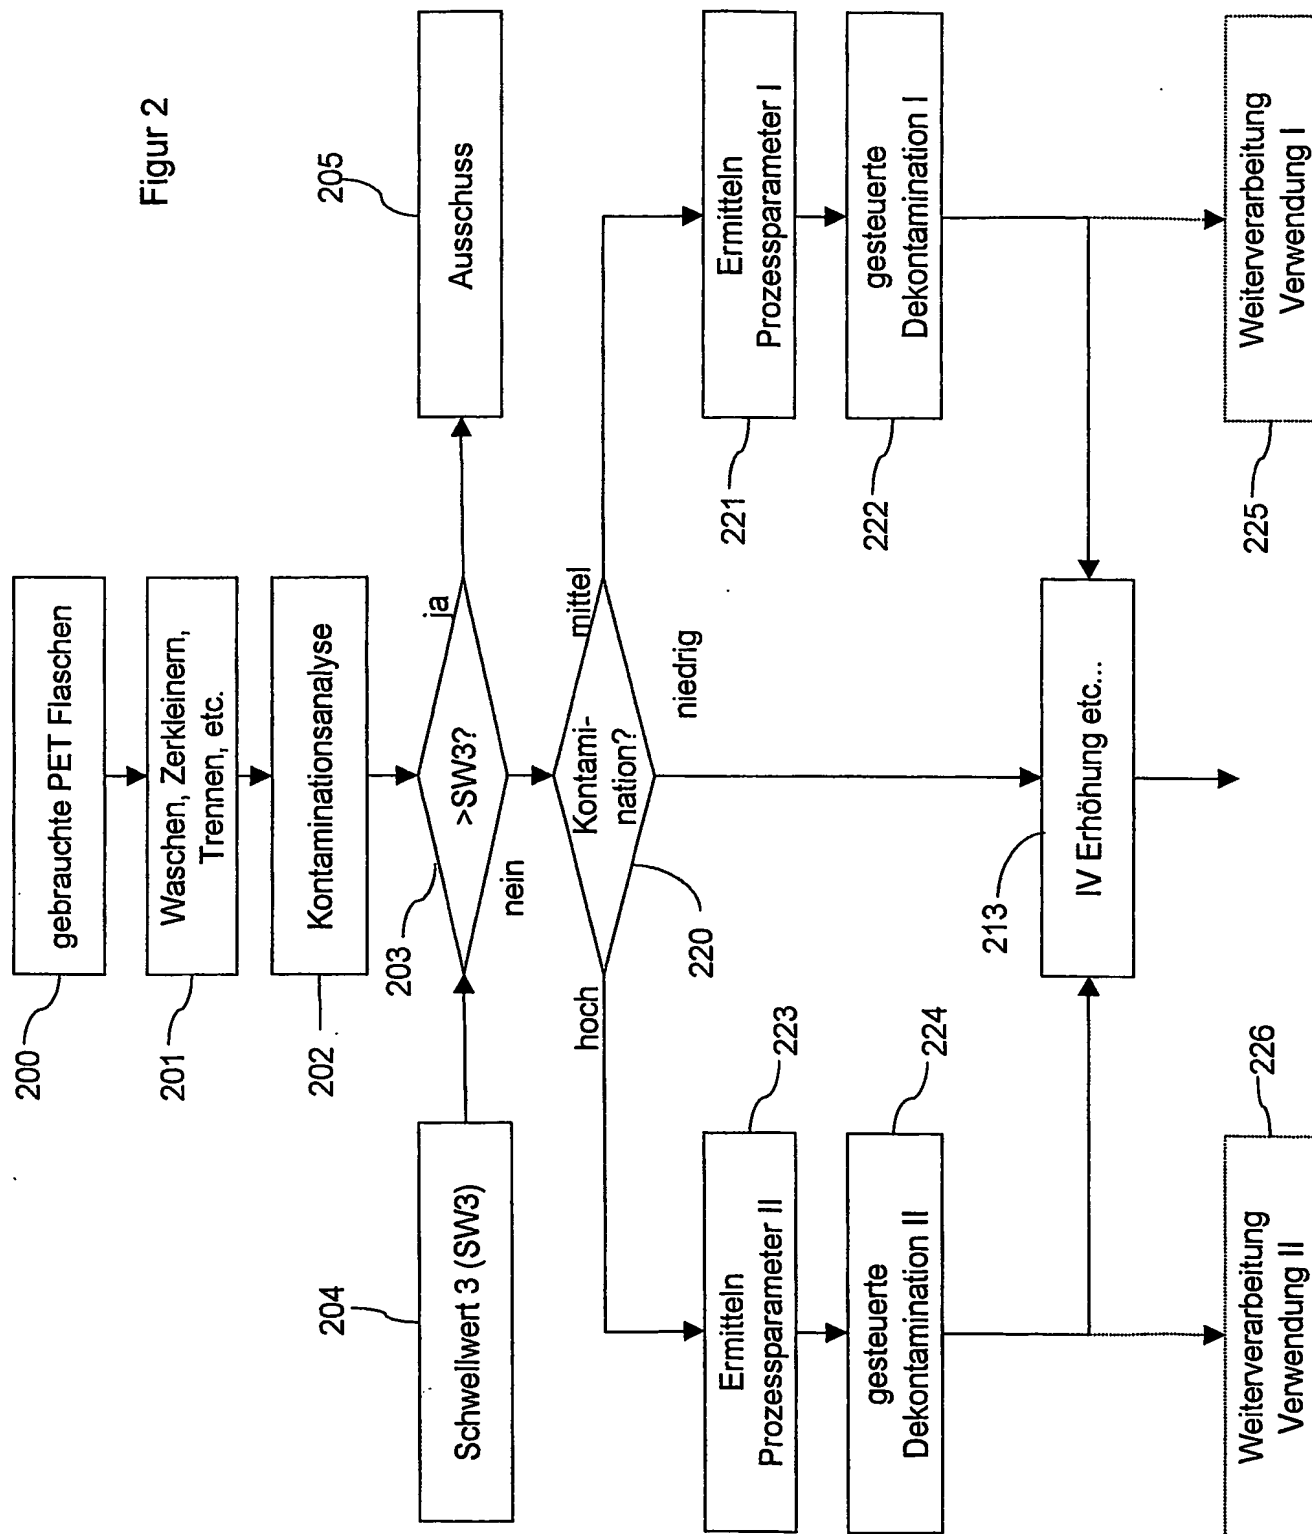 Figur 2
200
gebrauchte PET Flaschen
201
Waschen, Zerkleinern,
Trennen, etc.
202
Kontaminationsanalyse
204
Schwellwert 3 (SW3)
203
>SW3?
ja
nein
205
Ausschuss
hoch
Kontami-
nation?
mittel
niedrig
220
223
Ermitteln
Prozessparameter II
221
Ermitteln
Prozessparameter I
224
gesteuerte
Dekontamination II
222
gesteuerte
Dekontamination I
213
IV Erhöhung etc...
226
Weiterverarbeitung
Verwendung II
225
Weiterverarbeitung
Verwendung I